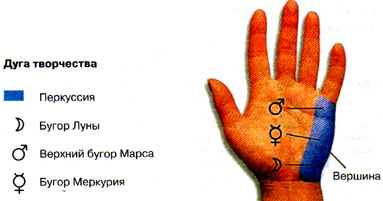 Дуга творчества
Перкуссия
Бугор Луны
Верхний бугор Марса
Бугор Меркурия
Вершина